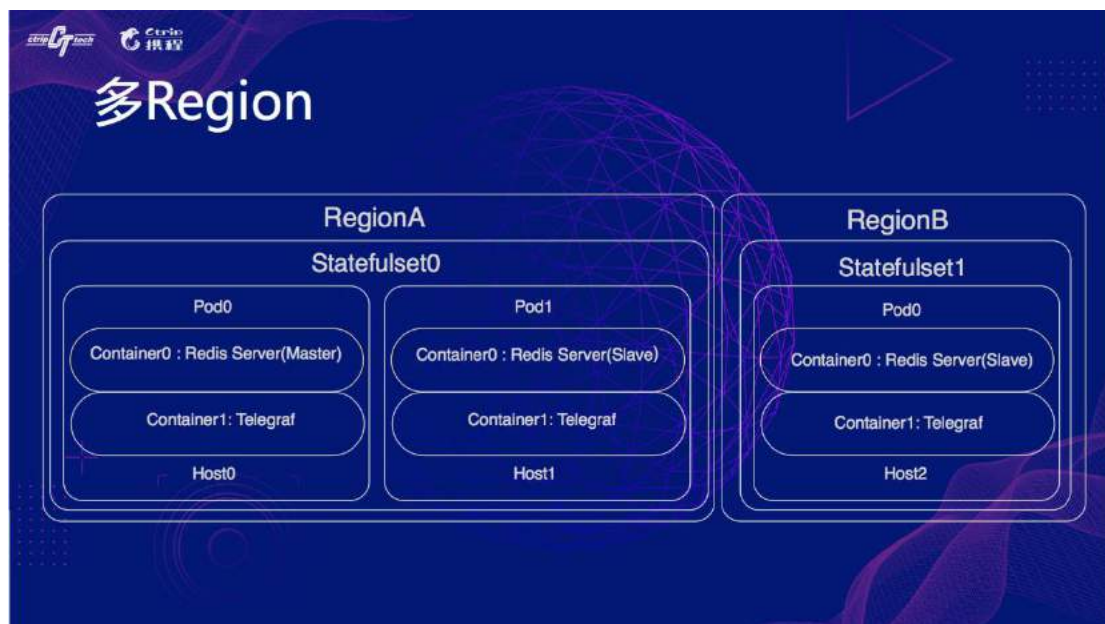 ctrip tech
Ctrip
携程
多Region
RegionA
Statefulset0
Pod0
Container0 : Redis Server(Master)
Container1: Telegraf
Host0
Pod1
Container0 : Redis Server(Slave)
Container1: Telegraf
Host1
RegionB
Statefulset1
Pod0
Container0 : Redis Server(Slave)
Container1: Telegraf
Host2